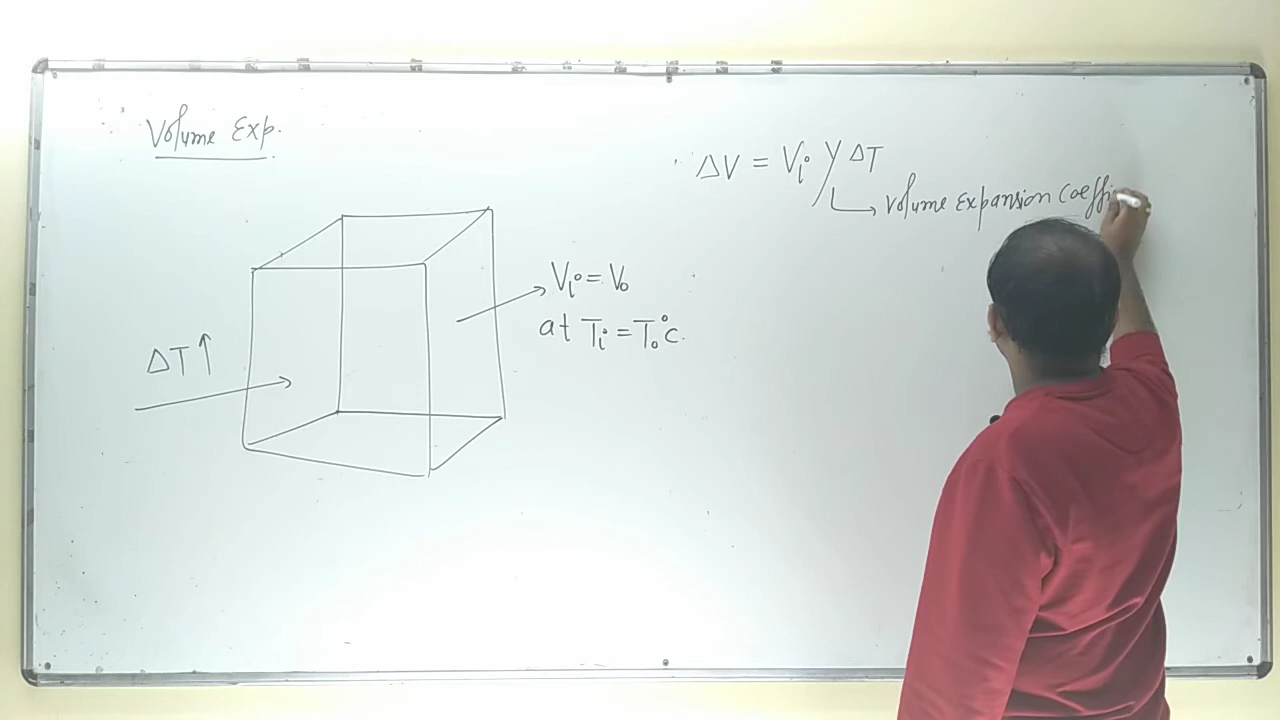 Volume Exp.
ΔV = Vi γ ΔT
Volume Expansion Coeffi
Vi = V₀
at Ti = T₀°C.
ΔT↑